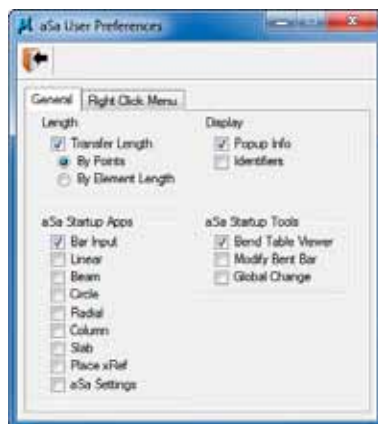 aSa User Preferences
General
Right Click Menu
Length
Transfer Length
By Points
By Element Length
Display
Popup Info
Identifiers
aSa Startup Apps
Bar Input
Linear
Beam
Circle
Radial
Column
Slab
Place xRef
aSa Settings
aSa Startup Tools
Bend Table Viewer
Modify Bent Bar
Global Change